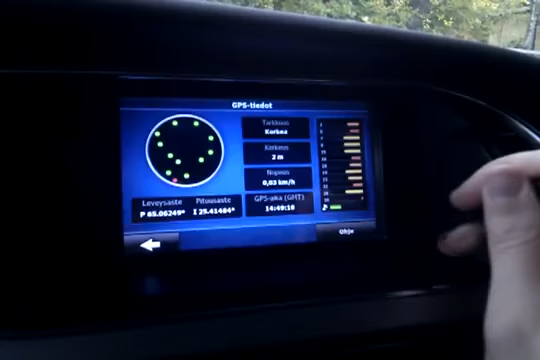 GPS-tiedot
Tarkkuus
Korkea
Korkeus
2 m
Nopeus
0,03 km/h
Leveysaste Pituusaste
P 65.06249° I 25.41484°
GPS-aika (GMT)
14:49:18
Ohje